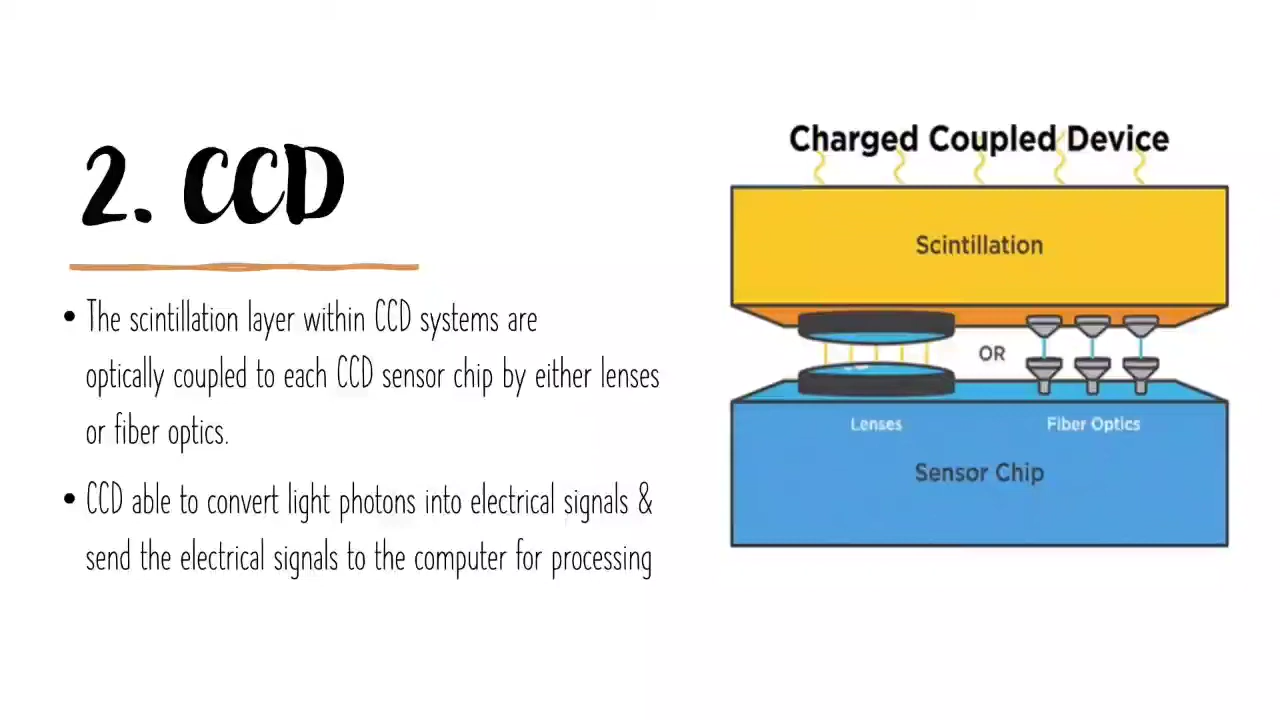 2. CCD
• The scintillation layer within CCD systems are
optically coupled to each CCD sensor chip by either lenses
or fiber optics.
• CCD able to convert light photons into electrical signals &
send the electrical signals to the computer for processing
Charged Coupled Device
Scintillation
OR
Lenses
Fiber Optics
Sensor Chip